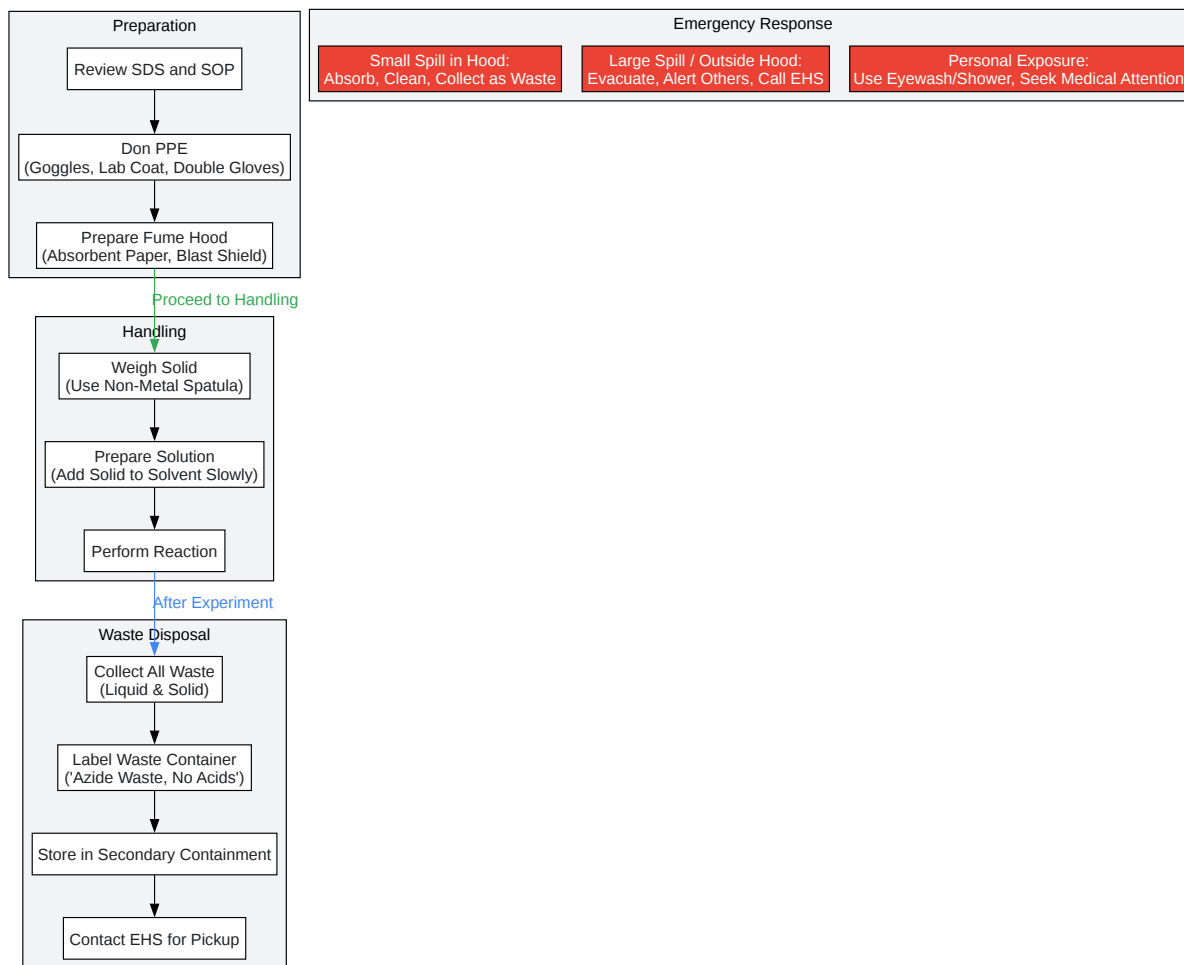 Preparation
Review SDS and SOP
Don PPE
(Goggles, Lab Coat, Double Gloves)
Prepare Fume Hood
(Absorbent Paper, Blast Shield)
Proceed to Handling
Handling
Weigh Solid
(Use Non-Metal Spatula)
Prepare Solution
(Add Solid to Solvent Slowly)
Perform Reaction
After Experiment
Waste Disposal
Collect All Waste
(Liquid & Solid)
Label Waste Container
('Azide Waste, No Acids')
Store in Secondary Containment
Contact EHS for Pickup
Emergency Response
Small Spill in Hood:
Absorb, Clean, Collect as Waste
Large Spill / Outside Hood:
Evacuate, Alert Others, Call EHS
Personal Exposure:
Use Eyewash/Shower, Seek Medical Attention